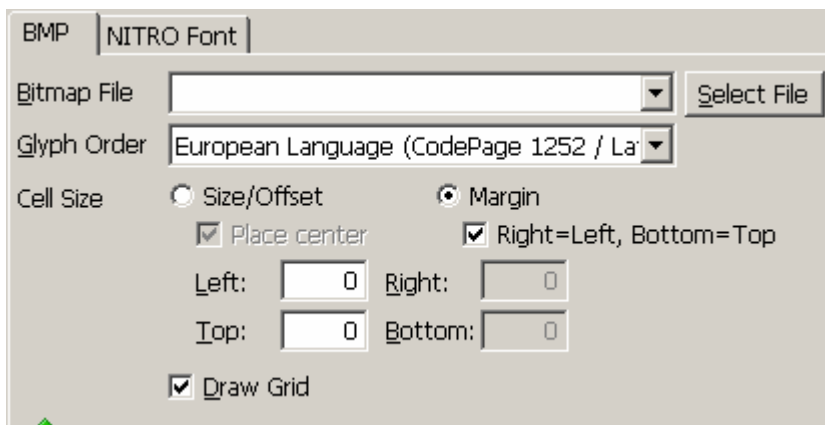 BMP NITRO Font
Bitmap File Select File
Glyph Order European Language (CodePage 1252 / La
Cell Size Size/Offset Margin
Place center Right=Left, Bottom=Top
Left: 0 Right: 0
Top: 0 Bottom: 0
Draw Grid